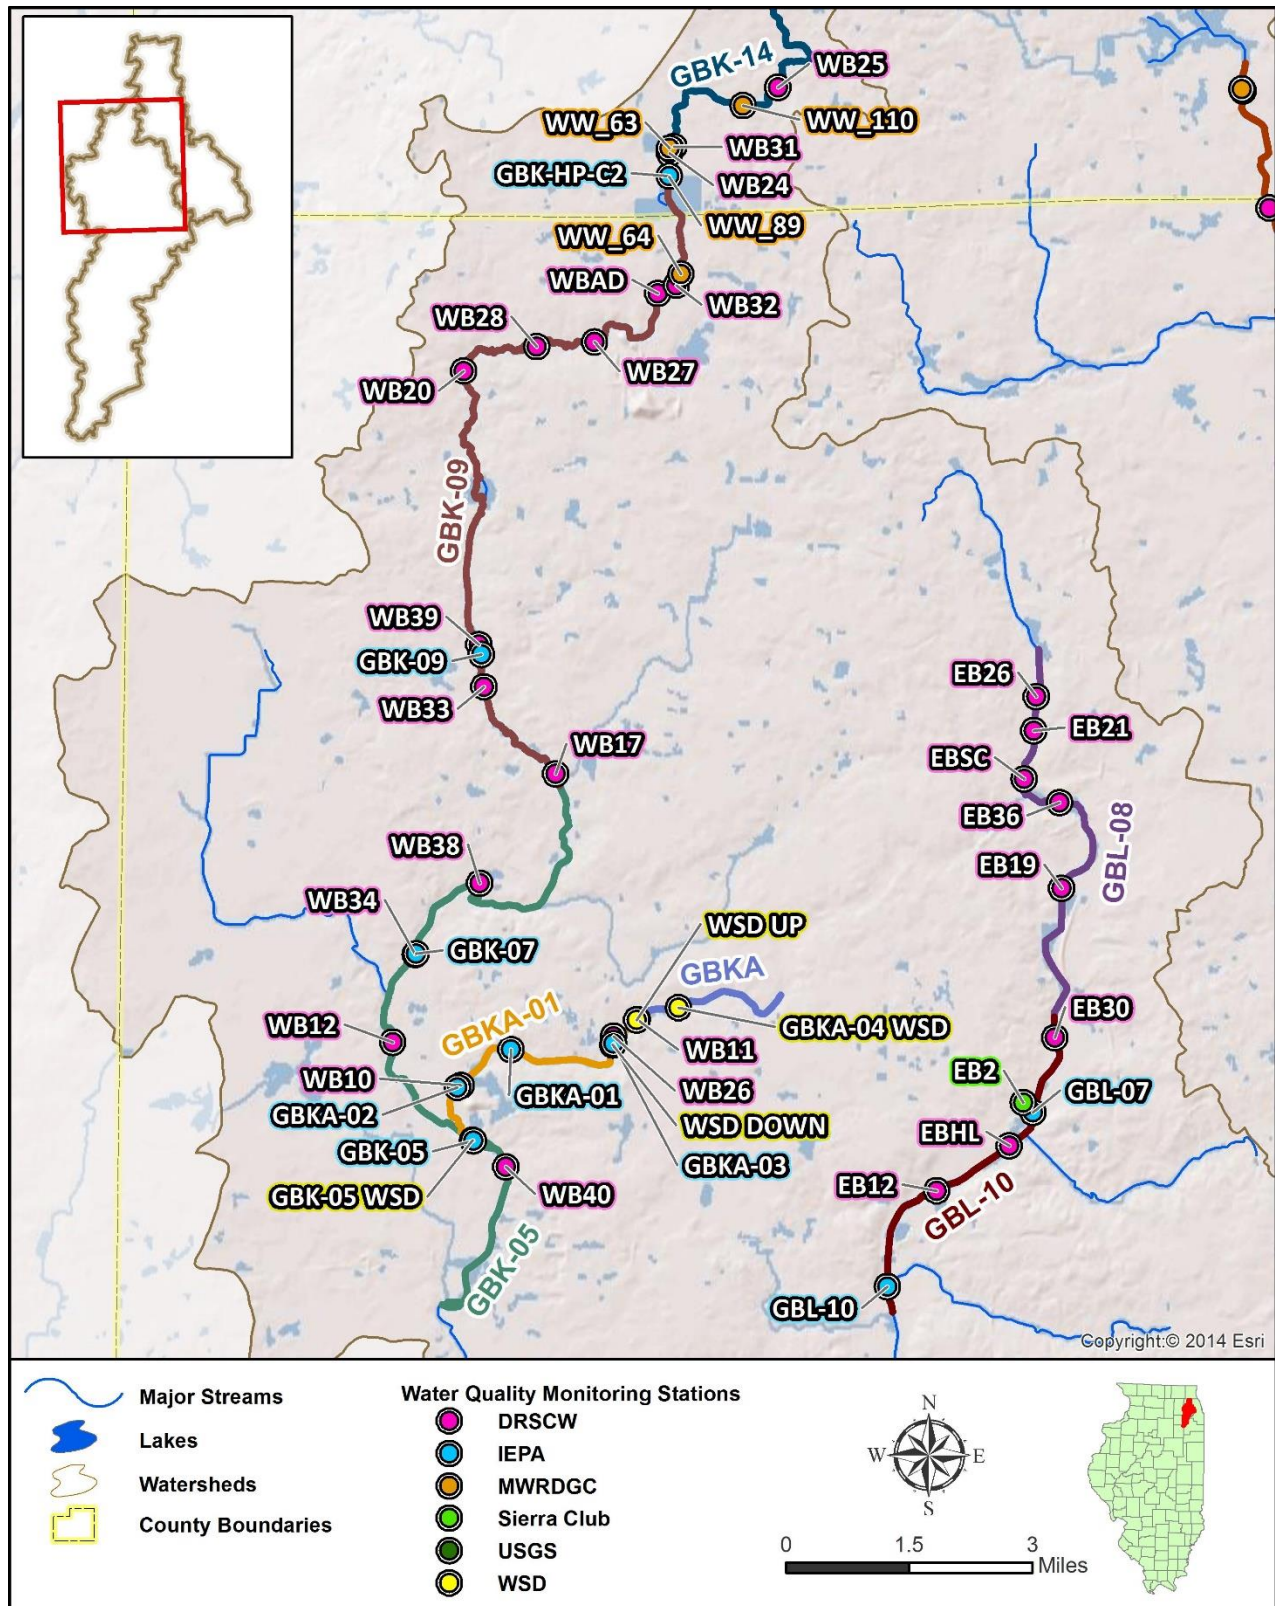 GBK-14
WB25
WW_63
WW_110
WB31
GBK-HP-C2
WB24
WW_89
WW_64
WBAD
WB32
WB28
WB27
WB20
GBK-09
WB39
GBK-09
WB33
WB17
EB26
EB21
EBSC
EB36
GBL-08
WB38
EB19
WB34
WSD UP
GBK-07
GBKA
GBKA-01
GBKA-04 WSD
WB12
EB30
WB11
WB10
EB2
WB26
GBKA-02
GBKA-01
GBL-07
WSD DOWN
GBK-05
EBHL
GBKA-03
GBK-05 WSD
WB40
EB12
GBL-10
GBK-05
GBL-10
Copyright:© 2014 Esri
Major Streams
Lakes
Watersheds
County Boundaries
Water Quality Monitoring Stations
DRSCW
IEPA
MWRDGC
Sierra Club
USGS
WSD
N
W E
S
0 1.5 3
Miles